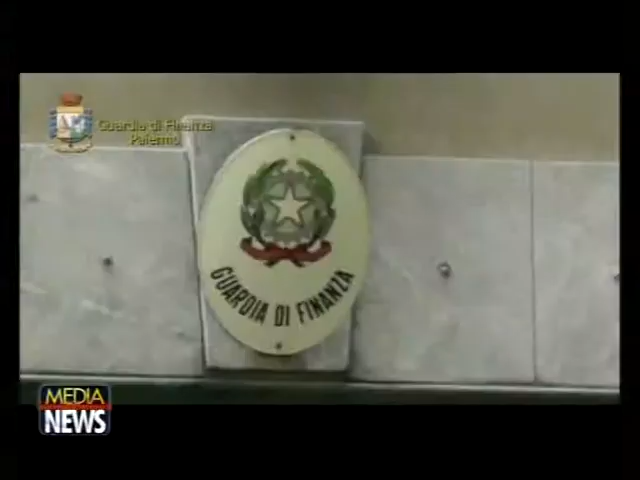 Guardia di Finanza
Palermo
GUARDIA DI FINANZA
MEDIA
NEWS